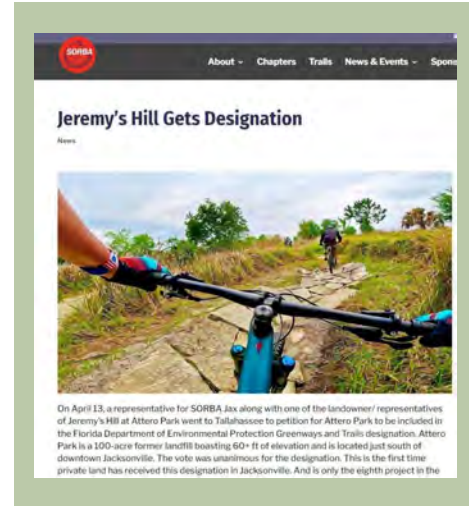 SORBA
About Chapters Trails News & Events Spons
Jeremy's Hill Gets Designation
News
On April 13, a representative for SORBA Jax along with one of the landowner/ representatives
of Jeremy's Hill at Attero Park went to Tallahassee to petition for Attero Park to be included in
the Florida Department of Environmental Protection Greenways and Trails designation. Attero
Park is a 100-acre former landfill boasting 60+ ft of elevation and is located just south of
downtown Jacksonville. The vote was unanimous for the designation. This is the first time
private land has received this designation in Jacksonville. And is only the eighth project in the